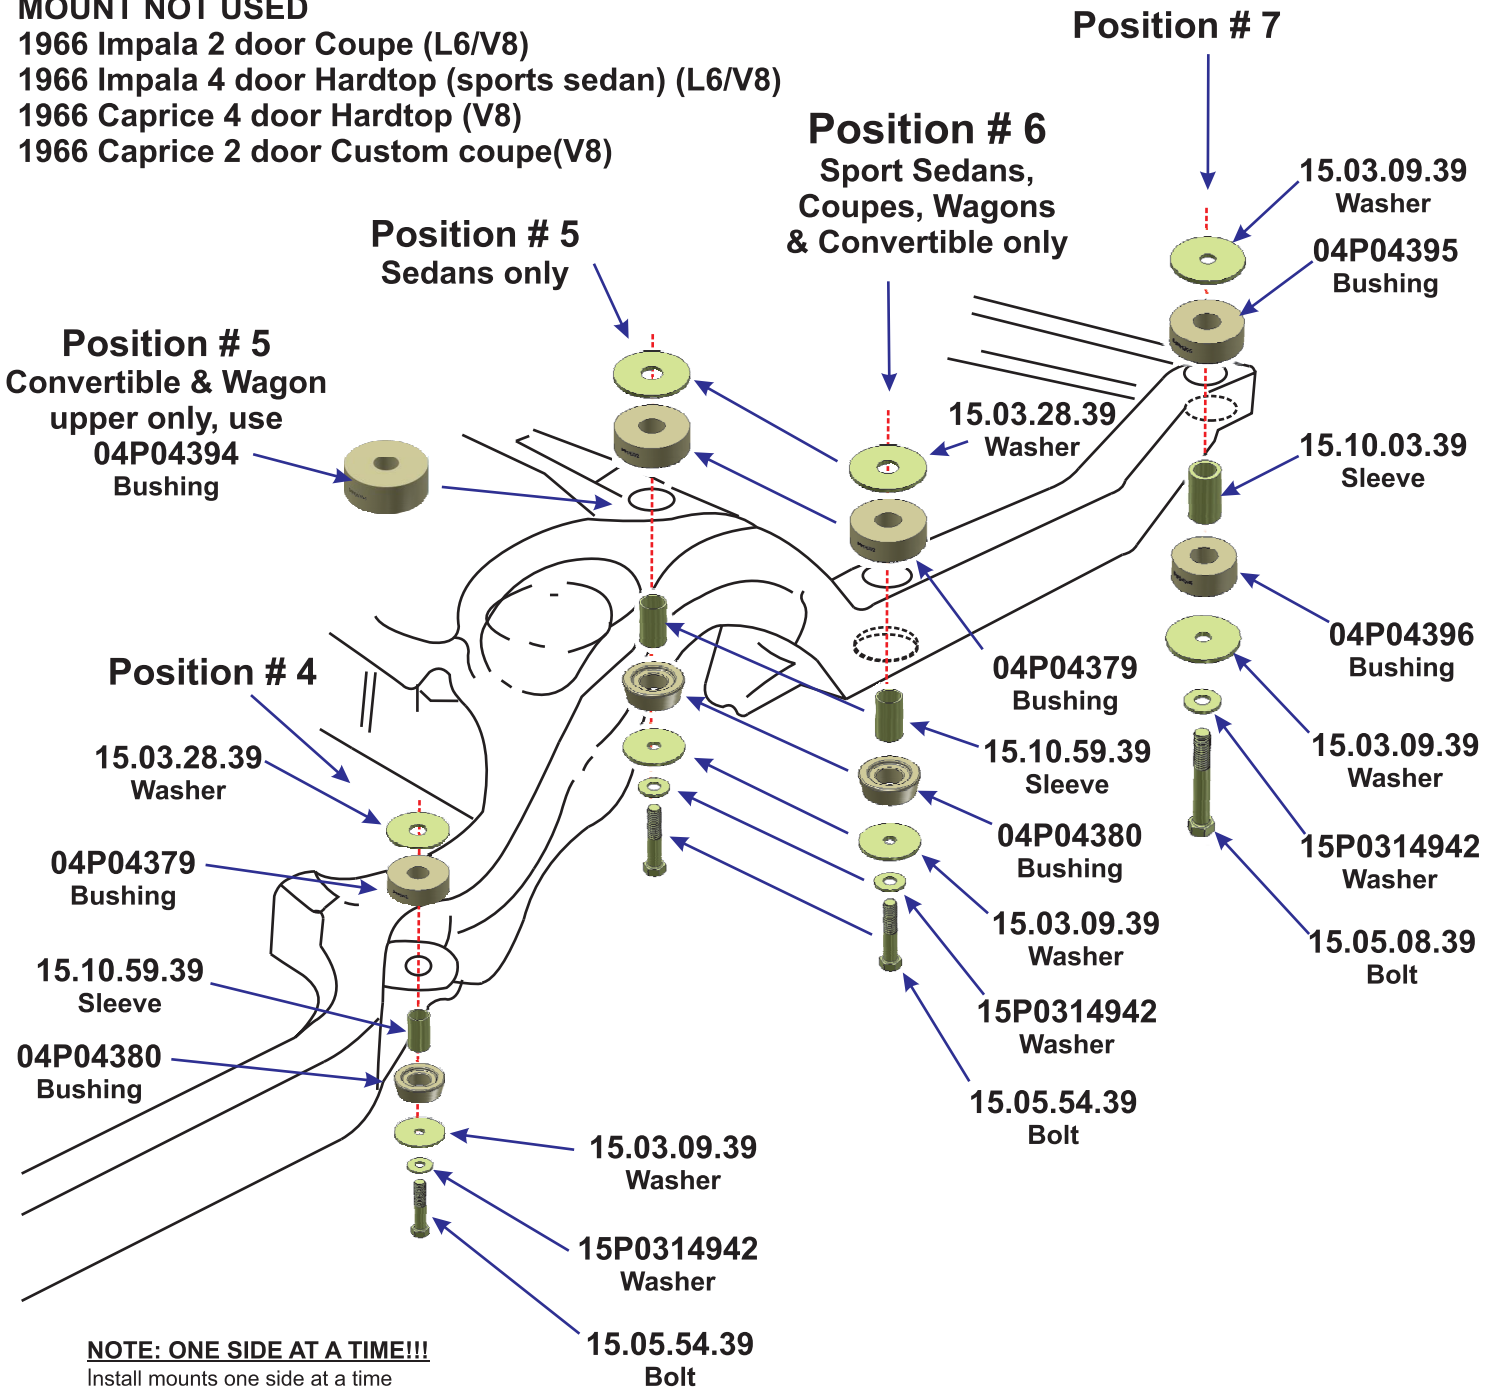 MOUNT NOT USED
1966 Impala 2 door Coupe (L6/V8)
1966 Impala 4 door Hardtop (sports sedan) (L6/V8)
1966 Caprice 4 door Hardtop (V8)
1966 Caprice 2 door Custom coupe(V8)
Position # 7
Position # 6
Sport Sedans,
Coupes, Wagons
& Convertible only
15.03.09.39
Washer
04P04395
Bushing
Position # 5
Sedans only
Position # 5
Convertible & Wagon
upper only, use
04P04394
Bushing
15.03.28.39
Washer
15.10.03.39
Sleeve
04P04396
Bushing
04P04379
Bushing
Position # 4
15.03.28.39
Washer
15.10.59.39
Sleeve
15.03.09.39
Washer
04P04380
Bushing
15P0314942
Washer
04P04379
Bushing
15.03.09.39
Washer
15.05.08.39
Bolt
15.10.59.39
Sleeve
15P0314942
Washer
04P04380
Bushing
15.05.54.39
Bolt
15.03.09.39
Washer
15P0314942
Washer
15.05.54.39
Bolt
NOTE: ONE SIDE AT A TIME!!!
Install mounts one side at a time